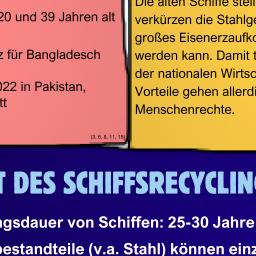 20 und 39 Jahren alt
z für Bangladesch
022 in Pakistan,
tt
(3, 6, 8, 11, 15)
Die alten Schiffe stell
verkürzen die Stahlge
großes Eisenerzaufko
werden kann. Damit t
der nationalen Wirtsc
Vorteile gehen allerdi
Menschenrechte.
T DES SCHIFFSRECYCLING
ngsdauer von Schiffen: 25-30 Jahre
bestandteile (v.a. Stahl) können einz